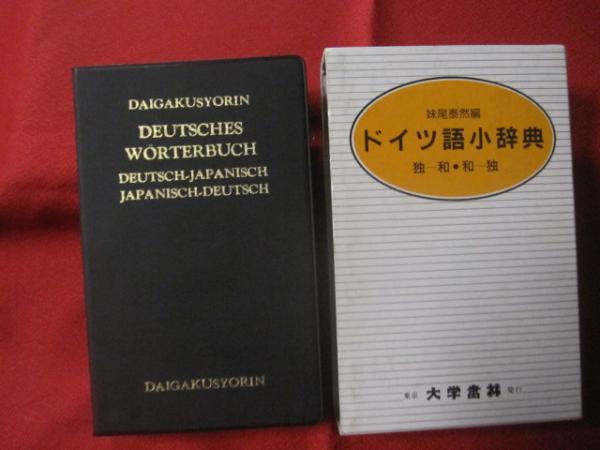 DAIGAKUSYORIN
DEUTSCHES
WÖRTERBUCH
DEUTSCH-JAPANISCH
JAPANISCH-DEUTSCH
DAIGAKUSYORIN
妹尾泰然編
ドイツ語小辞典
独─和●和─独
東京 大学書林 発行